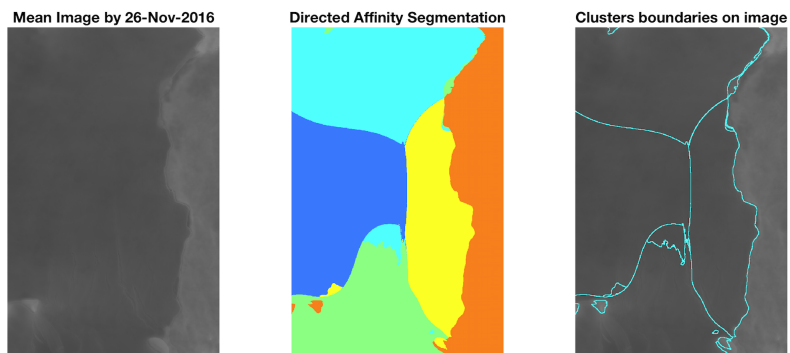 Mean Image by 26-Nov-2016
Directed Affinity Segmentation
Clusters boundaries on image